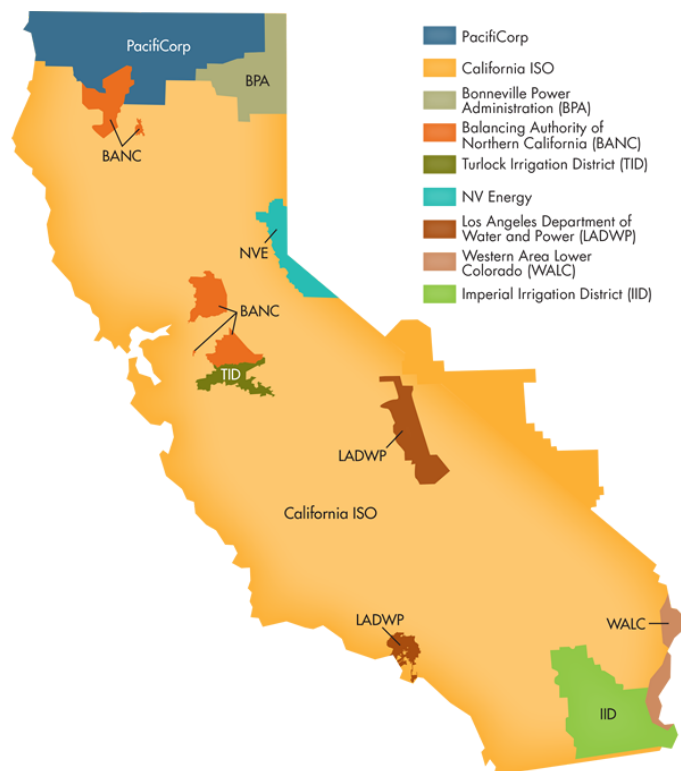 PacifiCorp
BPA
BANC
NVE
BANC
TID
LADWP
California ISO
LADWP
WALC
IID
PacifiCorp
California ISO
Bonneville Power
Administration (BPA)
Balancing Authority of
Northern California (BANC)
Turlock Irrigation District (TID)
NV Energy
Los Angeles Department of
Water and Power (LADWP)
Western Area Lower
Colorado (WALC)
Imperial Irrigation District (IID)